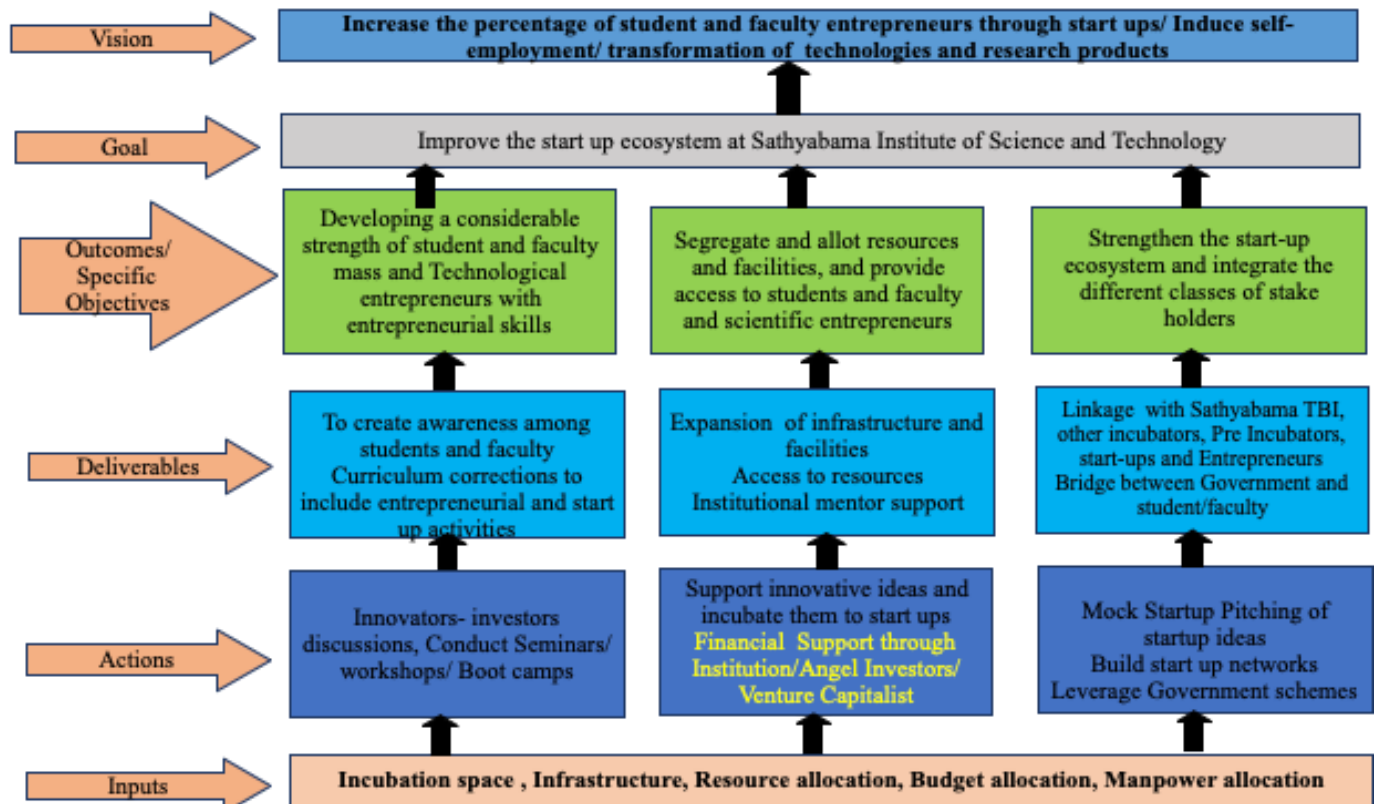 Vision
Increase the percentage of student and faculty entrepreneurs through start ups/ Induce self-
employment/ transformation of technologies and research products
Goal
Improve the start up ecosystem at Sathyabama Institute of Science and Technology
Outcomes/
Specific
Objectives
Developing a considerable
strength of student and faculty
mass and Technological
entrepreneurs with
entrepreneurial skills
Segregate and allot resources
and facilities, and provide
access to students and faculty
and scientific entrepreneurs
Strengthen the start-up
ecosystem and integrate the
different classes of stake
holders
Deliverables
To create awareness among
students and faculty
Curriculum corrections to
include entrepreneurial and start
up activities
Expansion of infrastructure and
facilities
Access to resources
Institutional mentor support
Linkage with Sathyabama TBI,
other incubators, Pre Incubators,
start-ups and Entrepreneurs
Bridge between Government and
student/faculty
Actions
Innovators- investors
discussions, Conduct Seminars/
workshops/ Boot camps
Support innovative ideas and
incubate them to start ups
Financial Support through
Institution/Angel Investors/
Venture Capitalist
Mock Startup Pitching of
startup ideas
Build start up networks
Leverage Government schemes
Inputs
Incubation space , Infrastructure, Resource allocation, Budget allocation, Manpower allocation